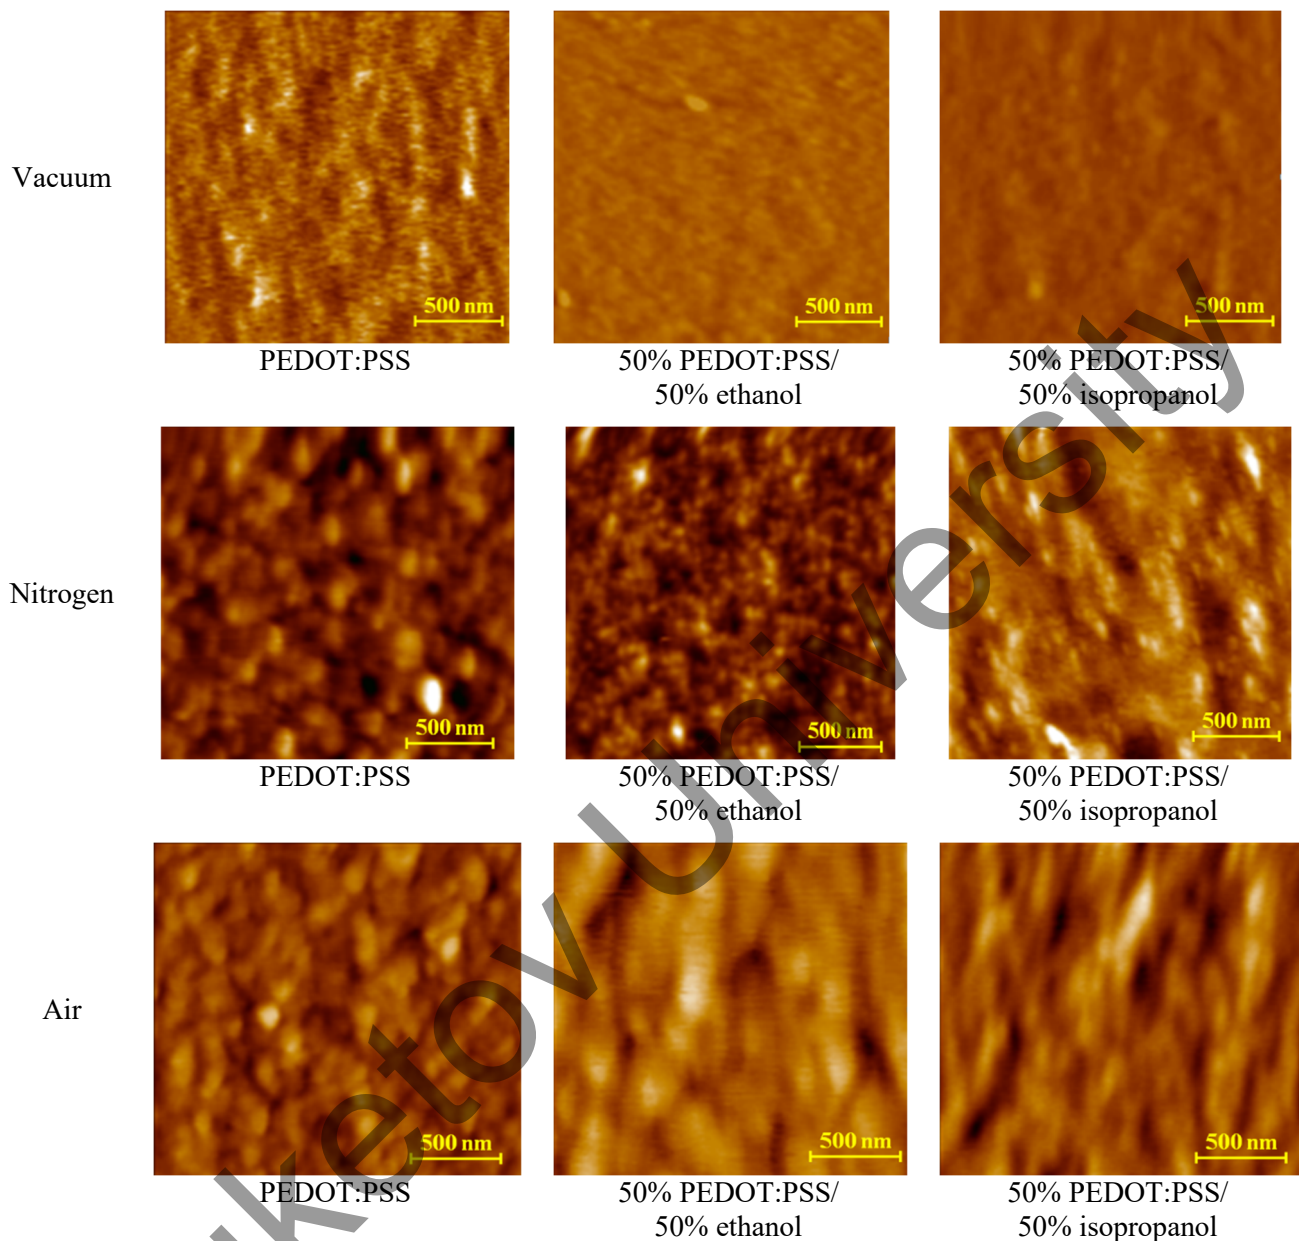 Vacuum
500 nm
500 nm
500 nm
PEDOT:PSS
50% PEDOT:PSS/
50% ethanol
50% PEDOT:PSS/
50% isopropanol
Nitrogen
500 nm
500 nm
500 nm
PEDOT:PSS
50% PEDOT:PSS/
50% ethanol
50% PEDOT:PSS/
50% isopropanol
Air
500 nm
500 nm
500 nm
PEDOT:PSS
50% PEDOT:PSS/
50% ethanol
50% PEDOT:PSS/
50% isopropanol
uketov University